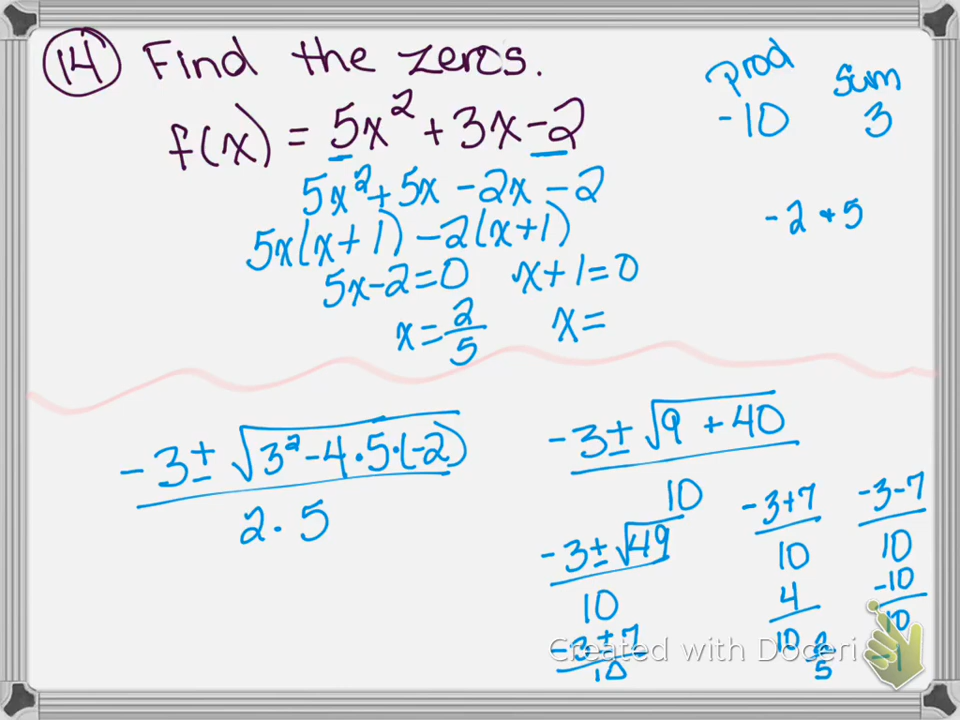 14 Find the zeros.
f(x) = 5x² + 3x - 2
5x² + 5x - 2x - 2
5x(x + 1) - 2(x + 1)
5x - 2 = 0 x + 1 = 0
x = 2/5 x =
Prod Sum
-10 3
-2 + 5
-3 ± √(3² - 4 · 5 · (-2)) / 2 · 5
-3 ± √(9 + 40) / 10
-3 ± √49 / 10
-3 ± 7 / 10
-3 + 7 / 10
4/10 2/5
-3 - 7 / 10
-10/10
-1
Created with Doceri